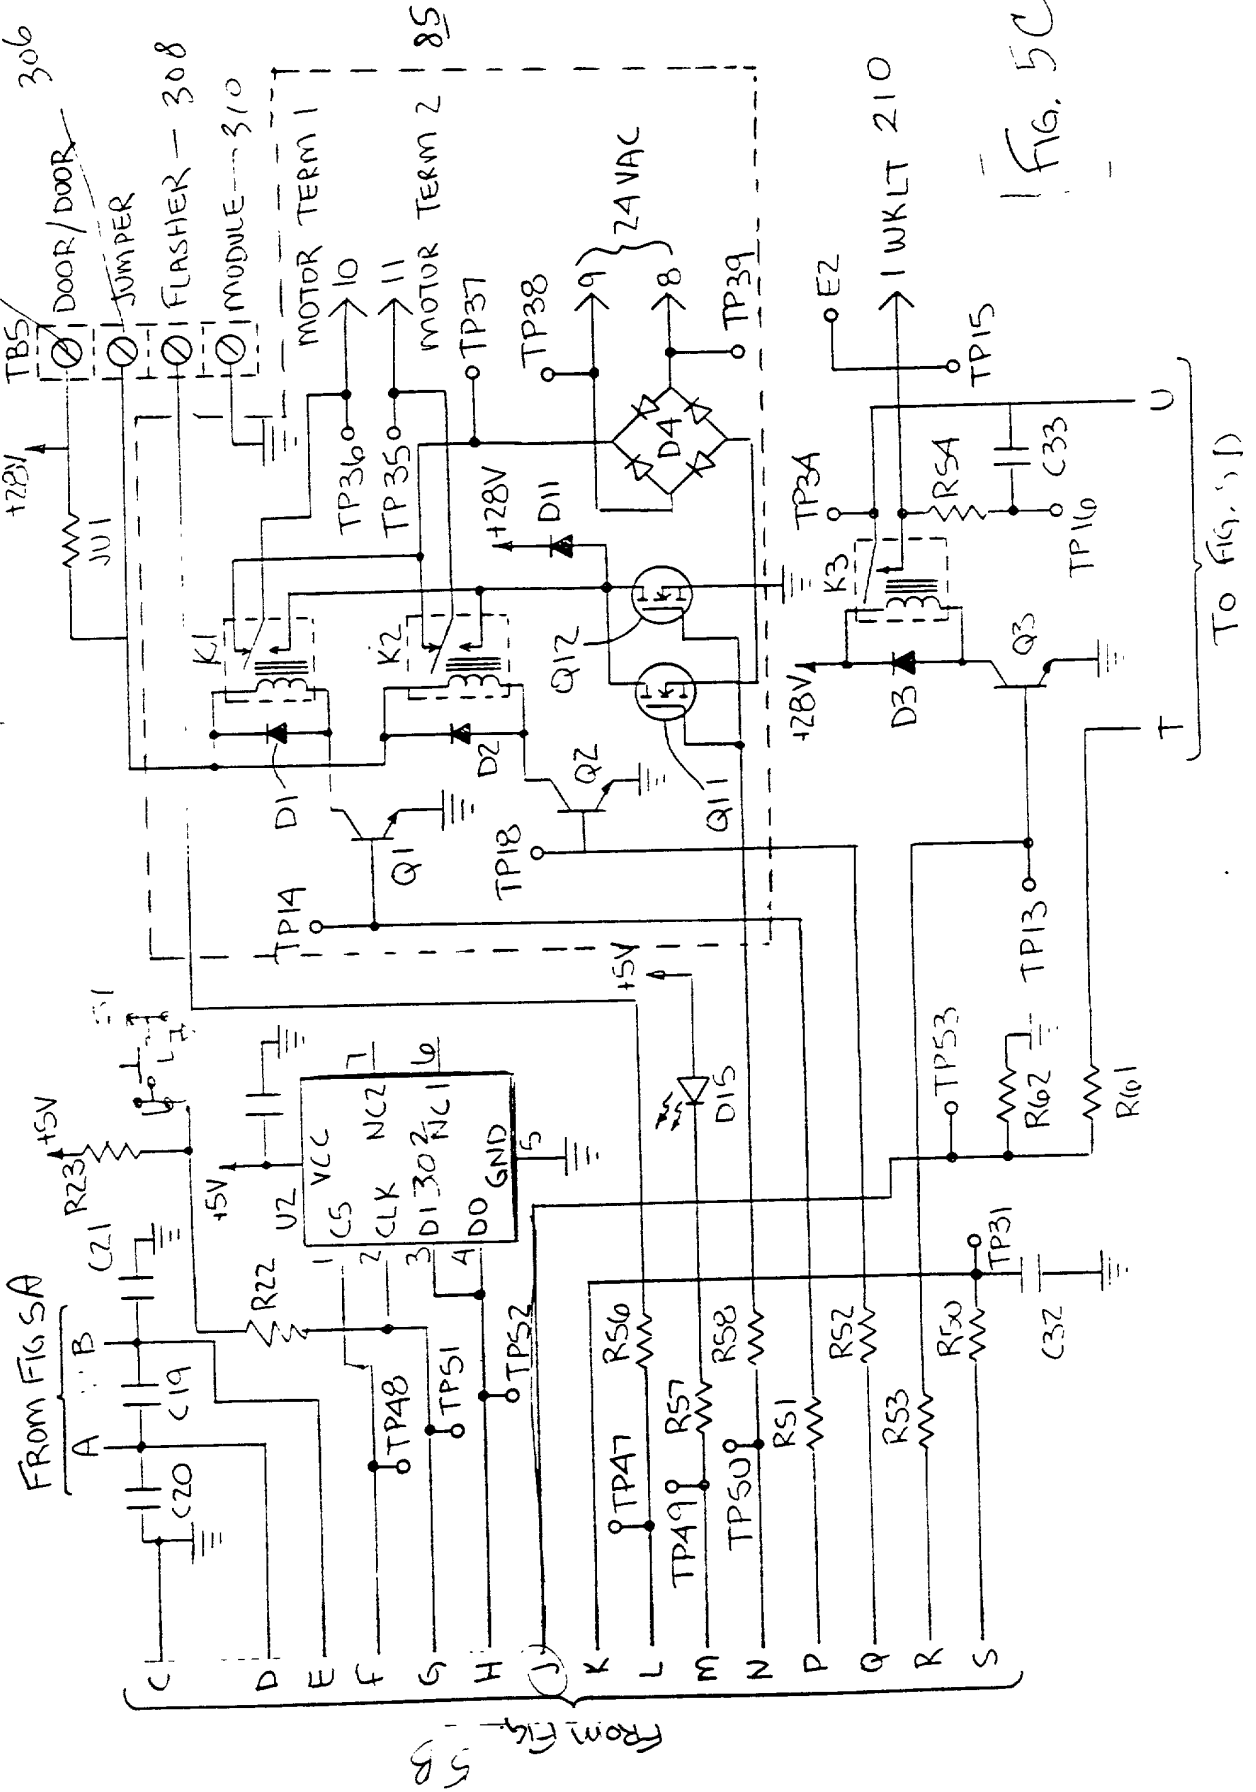 FROM FIG 5A
A
B
C20
C19
C21
R23
+5V
S1
R22
+5V
U2
VCC
1
CS
2
CLK
3
DI
4
DO
1302
NC2
7
NC1
6
GND
5
TP48
TP51
TP52
FROM FIG.
5B
C
D
E
F
G
H
J
K
L
M
N
P
Q
R
S
TP47
R56
TP49
R57
D15
+5V
TP50
R58
R51
R52
R53
R50
TP31
C32
TP53
R62
R61
TP13
TP14
Q1
TP18
Q2
D1
D2
K1
K2
Q12
Q11
D11
+28V
D4
+28V
JU1
TB5
306
DOOR/DOOR
JUMPER
FLASHER - 308
MODULE - 310
MOTOR TERM 1
10
TP36
TP35
11
MOTOR TERM 2
85
TP37
TP38
9
24 VAC
8
TP39
+28V
D3
K3
Q3
TP34
R54
C33
TP16
E2
TP15
1 WKLT 210
T
U
TO FIG.
FIG. 5C